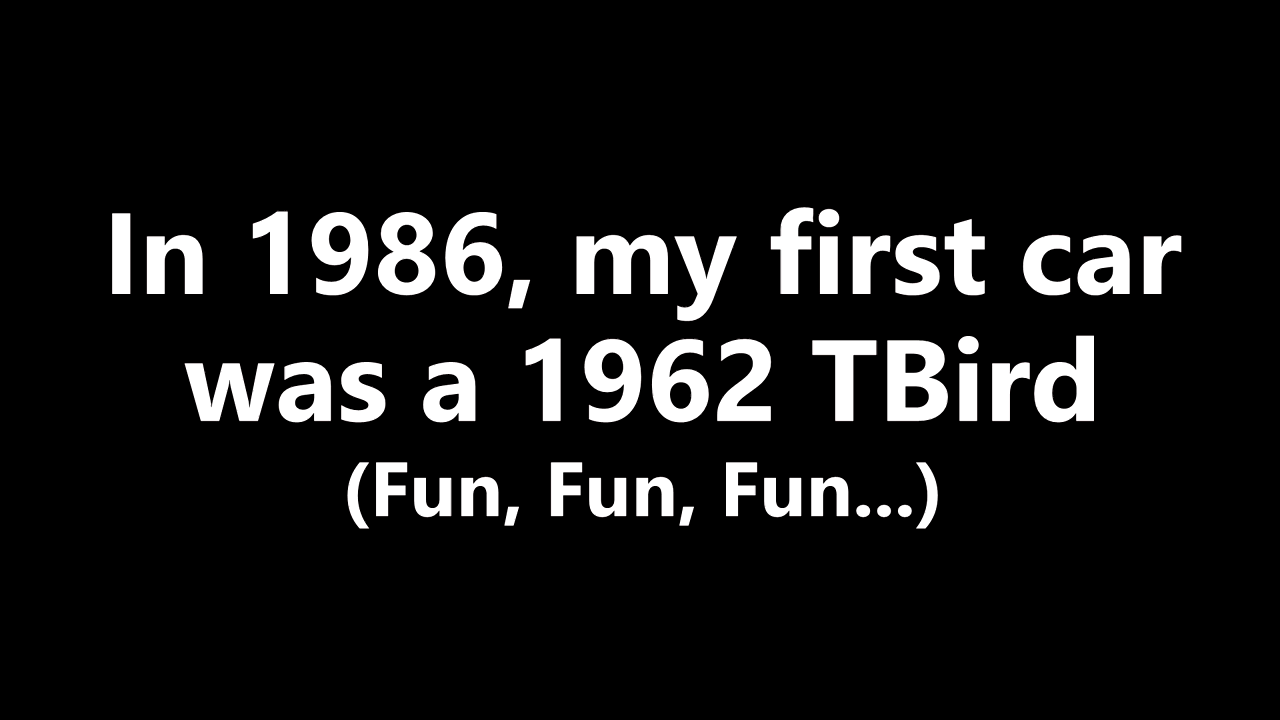 In 1986, my first car
was a 1962 TBird
(Fun, Fun, Fun...)